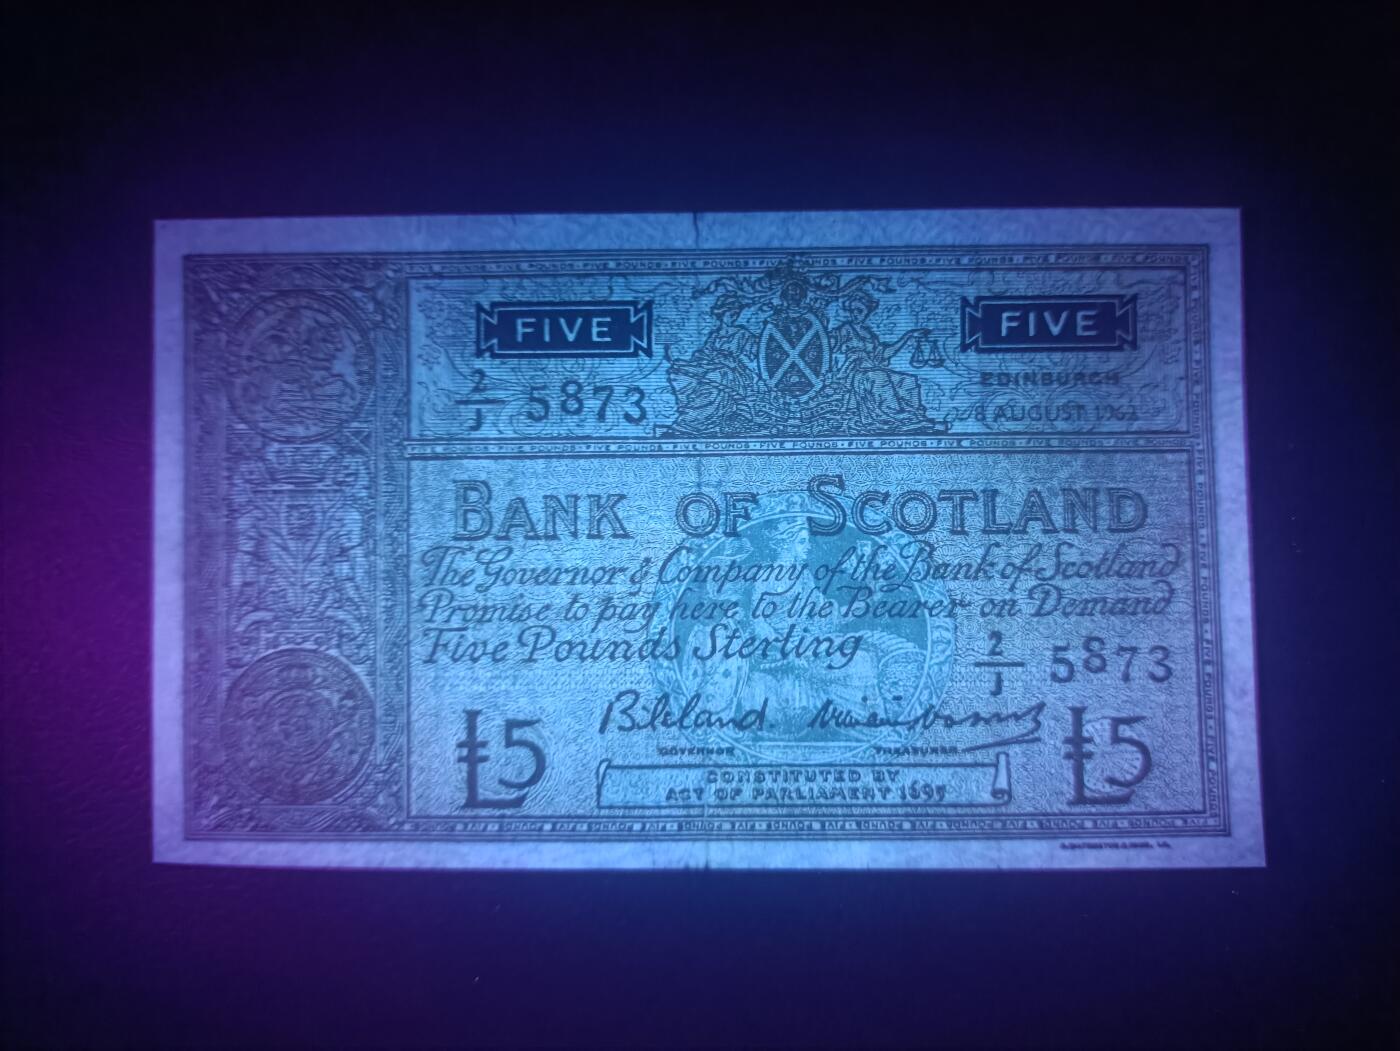 FIVE
FIVE
2/J 5873
EDINBURGH
8 AUGUST 1962
BANK OF SCOTLAND
The Governor & Company of the Bank of Scotland
Promise to pay here to the Bearer on Demand
Five Pounds Sterling
2/J 5873
£5
£5
GOVERNOR
TREASURER
CONSTITUTED BY
ACT OF PARLIAMENT 1695